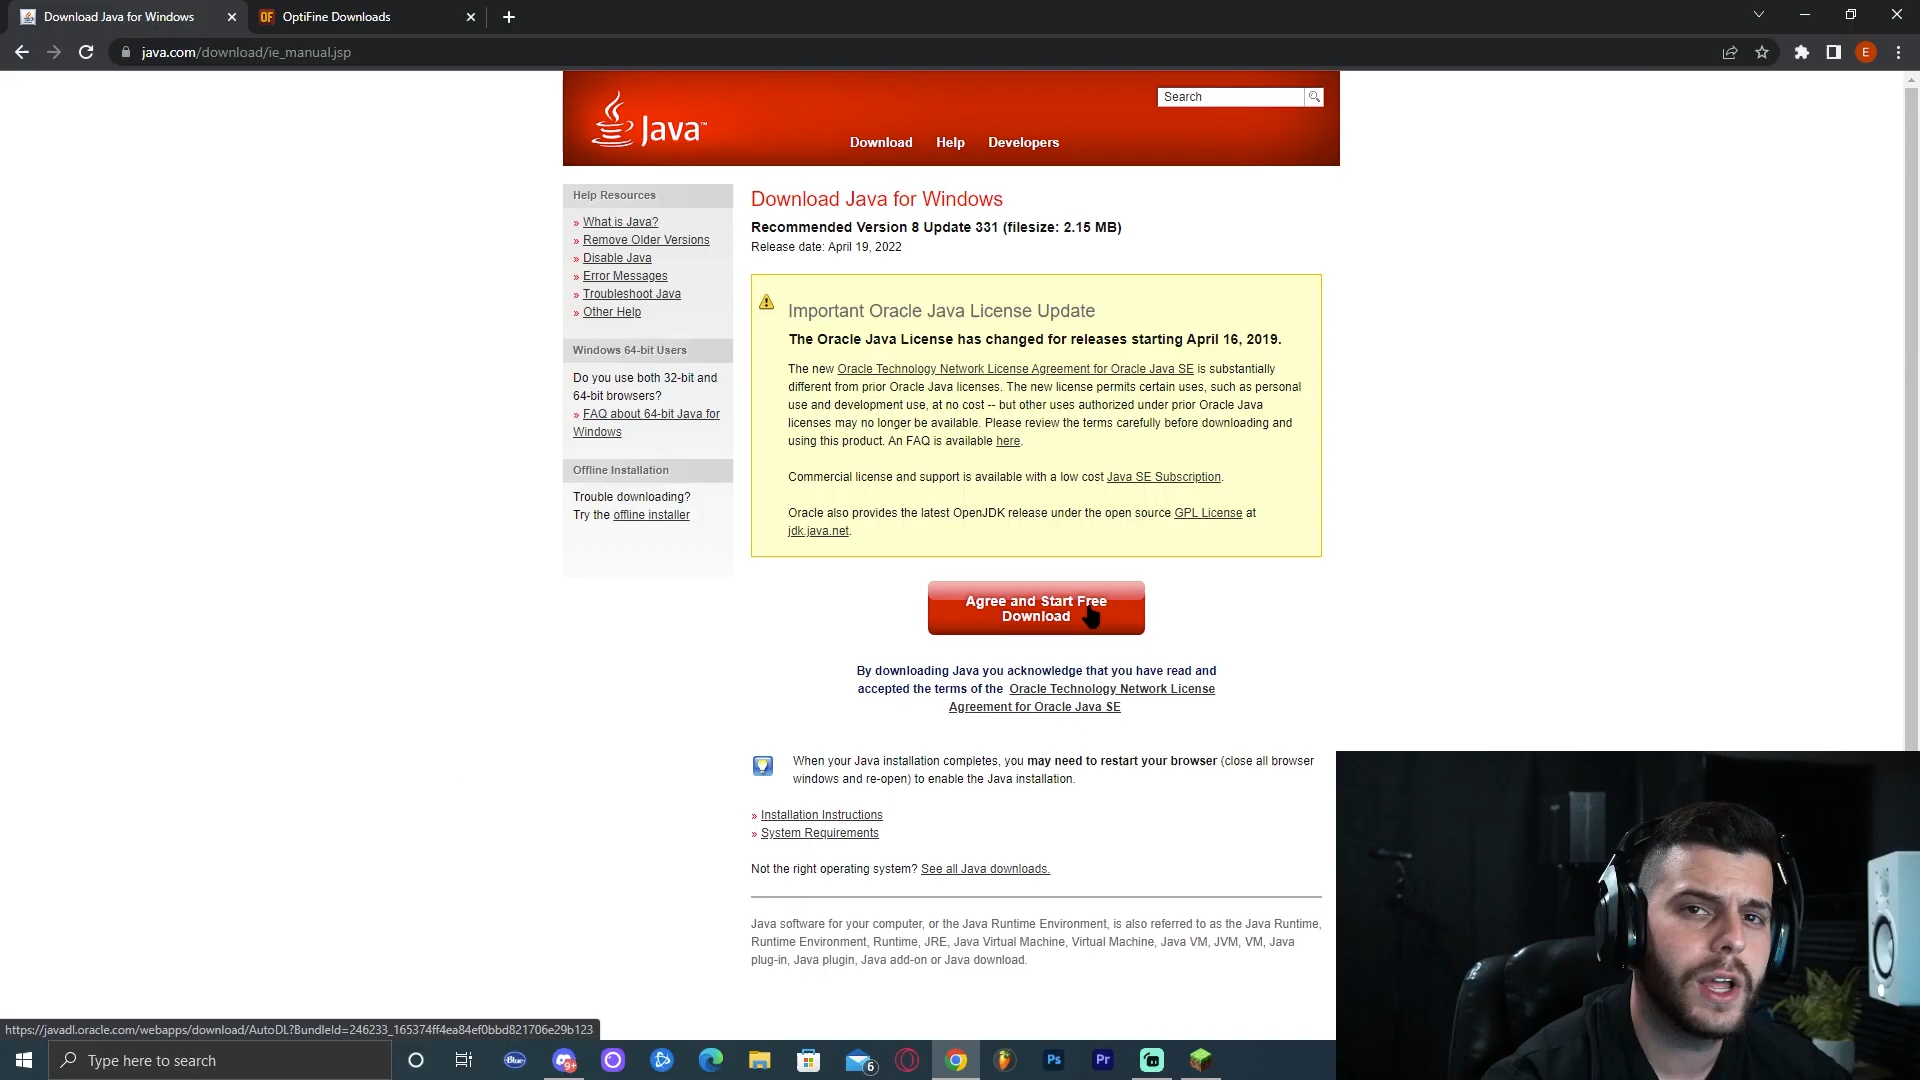 Download Java for Windows
OF OptiFine Downloads
java.com/download/ie_manual.jsp
E
Java™
Search
Download Help Developers
Help Resources
» What is Java?
» Remove Older Versions
» Disable Java
» Error Messages
» Troubleshoot Java
» Other Help
Windows 64-bit Users
Do you use both 32-bit and
64-bit browsers?
» FAQ about 64-bit Java for
Windows
Offline Installation
Trouble downloading?
Try the offline installer
Download Java for Windows
Recommended Version 8 Update 331 (filesize: 2.15 MB)
Release date: April 19, 2022
Important Oracle Java License Update
The Oracle Java License has changed for releases starting April 16, 2019.
The new Oracle Technology Network License Agreement for Oracle Java SE is substantially
different from prior Oracle Java licenses. The new license permits certain uses, such as personal
use and development use, at no cost -- but other uses authorized under prior Oracle Java
licenses may no longer be available. Please review the terms carefully before downloading and
using this product. An FAQ is available here.
Commercial license and support is available with a low cost Java SE Subscription.
Oracle also provides the latest OpenJDK release under the open source GPL License at
jdk.java.net.
Agree and Start Free
Download
By downloading Java you acknowledge that you have read and
accepted the terms of the Oracle Technology Network License
Agreement for Oracle Java SE
When your Java installation completes, you may need to restart your browser (close all browser
windows and re-open) to enable the Java installation.
» Installation Instructions
» System Requirements
Not the right operating system? See all Java downloads.
Java software for your computer, or the Java Runtime Environment, is also referred to as the Java Runtime,
Runtime Environment, Runtime, JRE, Java Virtual Machine, Virtual Machine, Java VM, JVM, VM, Java
plug-in, Java plugin, Java add-on or Java download.
https://javadl.oracle.com/webapps/download/AutoDL?BundleId=246233_165374ff4ea84ef0bbd821706e29b123
Type here to search
Blue
9+
6
Ps
Pr